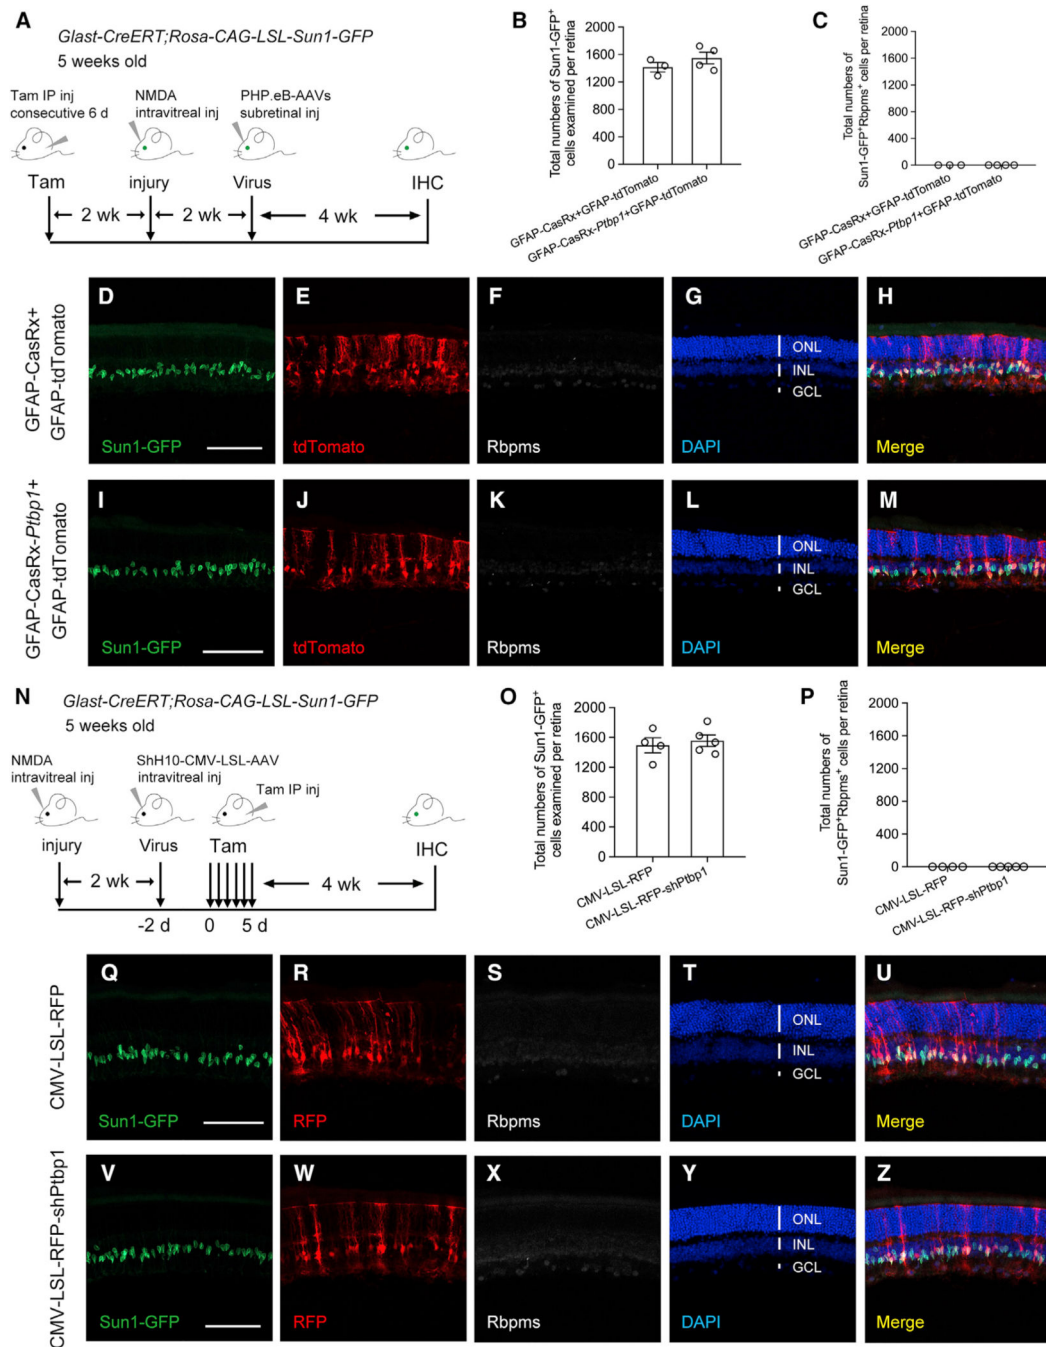 A
Glast-CreERT;Rosa-CAG-LSL-Sun1-GFP
5 weeks old
Tam IP inj
consecutive 6 d
NMDA
intravitreal inj
PHP.eB-AAVs
subretinal inj
Tam
injury
Virus
IHC
2 wk
2 wk
4 wk
B
Total numbers of Sun1-GFP+
cells examined per retina
2000
1600
1200
800
400
0
GFAP-CasRx+GFAP-tdTomato
GFAP-CasRx-Ptbp1+GFAP-tdTomato
C
Total numbers of
Sun1-GFP+Rbpms+ cells per retina
2000
1600
1200
800
400
0
GFAP-CasRx+GFAP-tdTomato
GFAP-CasRx-Ptbp1+GFAP-tdTomato
GFAP-CasRx+
GFAP-tdTomato
D
Sun1-GFP
E
tdTomato
F
Rbpms
G
ONL
INL
GCL
DAPI
H
Merge
GFAP-CasRx-Ptbp1+
GFAP-tdTomato
I
Sun1-GFP
J
tdTomato
K
Rbpms
L
ONL
INL
GCL
DAPI
M
Merge
N
Glast-CreERT;Rosa-CAG-LSL-Sun1-GFP
5 weeks old
NMDA
intravitreal inj
ShH10-CMV-LSL-AAV
intravitreal inj
Tam IP inj
injury
Virus
Tam
IHC
2 wk
4 wk
-2 d
0
5 d
O
Total numbers of Sun1-GFP+
cells examined per retina
2000
1600
1200
800
400
0
CMV-LSL-RFP
CMV-LSL-RFP-shPtbp1
P
Total numbers of
Sun1-GFP+Rbpms+ cells per retina
2000
1600
1200
800
400
0
CMV-LSL-RFP
CMV-LSL-RFP-shPtbp1
CMV-LSL-RFP
Q
Sun1-GFP
R
RFP
S
Rbpms
T
ONL
INL
GCL
DAPI
U
Merge
CMV-LSL-RFP-shPtbp1
V
Sun1-GFP
W
RFP
X
Rbpms
Y
ONL
INL
GCL
DAPI
Z
Merge